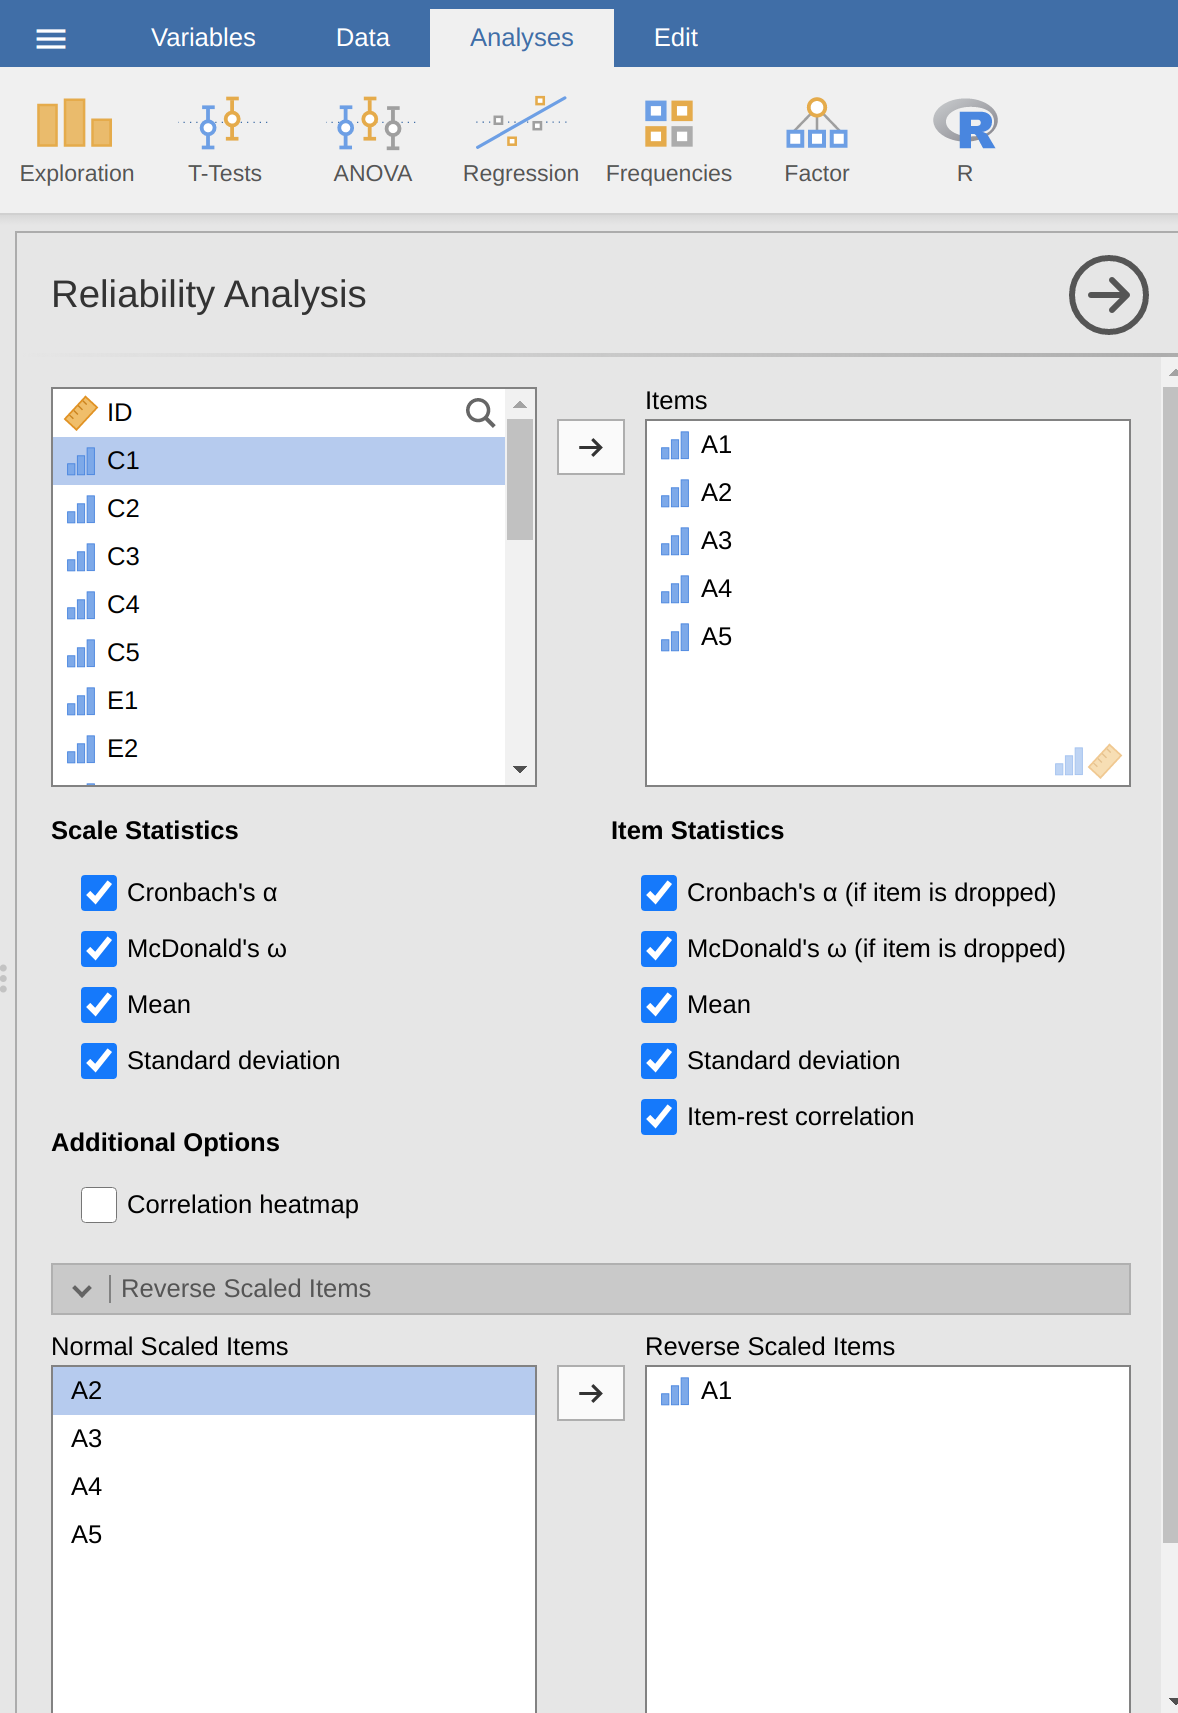 Variables Data Analyses Edit
Exploration T-Tests ANOVA Regression Frequencies Factor R
Reliability Analysis
ID
C1
C2
C3
C4
C5
E1
E2
Items
A1
A2
A3
A4
A5
Scale Statistics
Cronbach's α
McDonald's ω
Mean
Standard deviation
Item Statistics
Cronbach's α (if item is dropped)
McDonald's ω (if item is dropped)
Mean
Standard deviation
Item-rest correlation
Additional Options
Correlation heatmap
Reverse Scaled Items
Normal Scaled Items
A2
A3
A4
A5
Reverse Scaled Items
A1